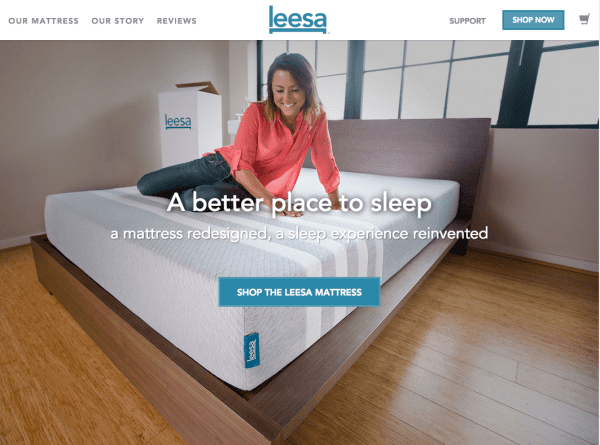 OUR MATTRESS OUR STORY REVIEWS leesa SUPPORT SHOP NOW
leesa
A better place to sleep
a mattress redesigned, a sleep experience reinvented
SHOP THE LEESA MATTRESS
leesa